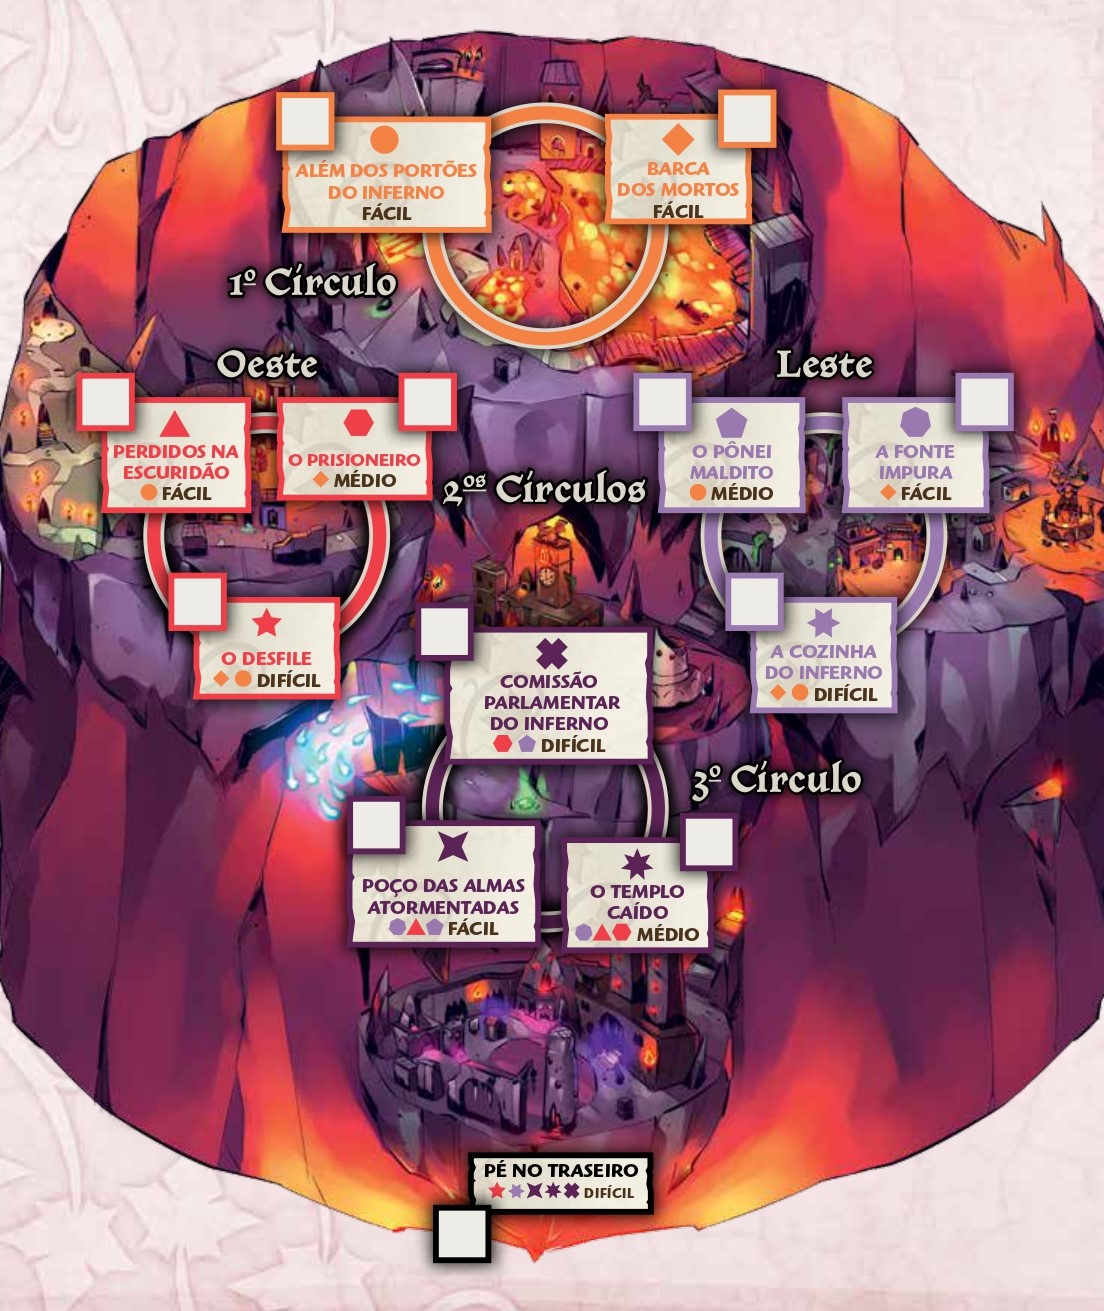 ALÉM DOS PORTÕES
DO INFERNO
FÁCIL
BARCA
DOS MORTOS
FÁCIL
1º Círculo
Oeste
Leste
PERDIDOS NA
ESCURIDÃO
FÁCIL
O PRISIONEIRO
MÉDIO
2ºˢ Círculos
O PÔNEI
MALDITO
MÉDIO
A FONTE
IMPURA
FÁCIL
O DESFILE
DIFÍCIL
A COZINHA
DO INFERNO
DIFÍCIL
COMISSÃO
PARLAMENTAR
DO INFERNO
DIFÍCIL
3º Círculo
POÇO DAS ALMAS
ATORMENTADAS
FÁCIL
O TEMPLO
CAÍDO
MÉDIO
PÉ NO TRASEIRO
DIFÍCIL